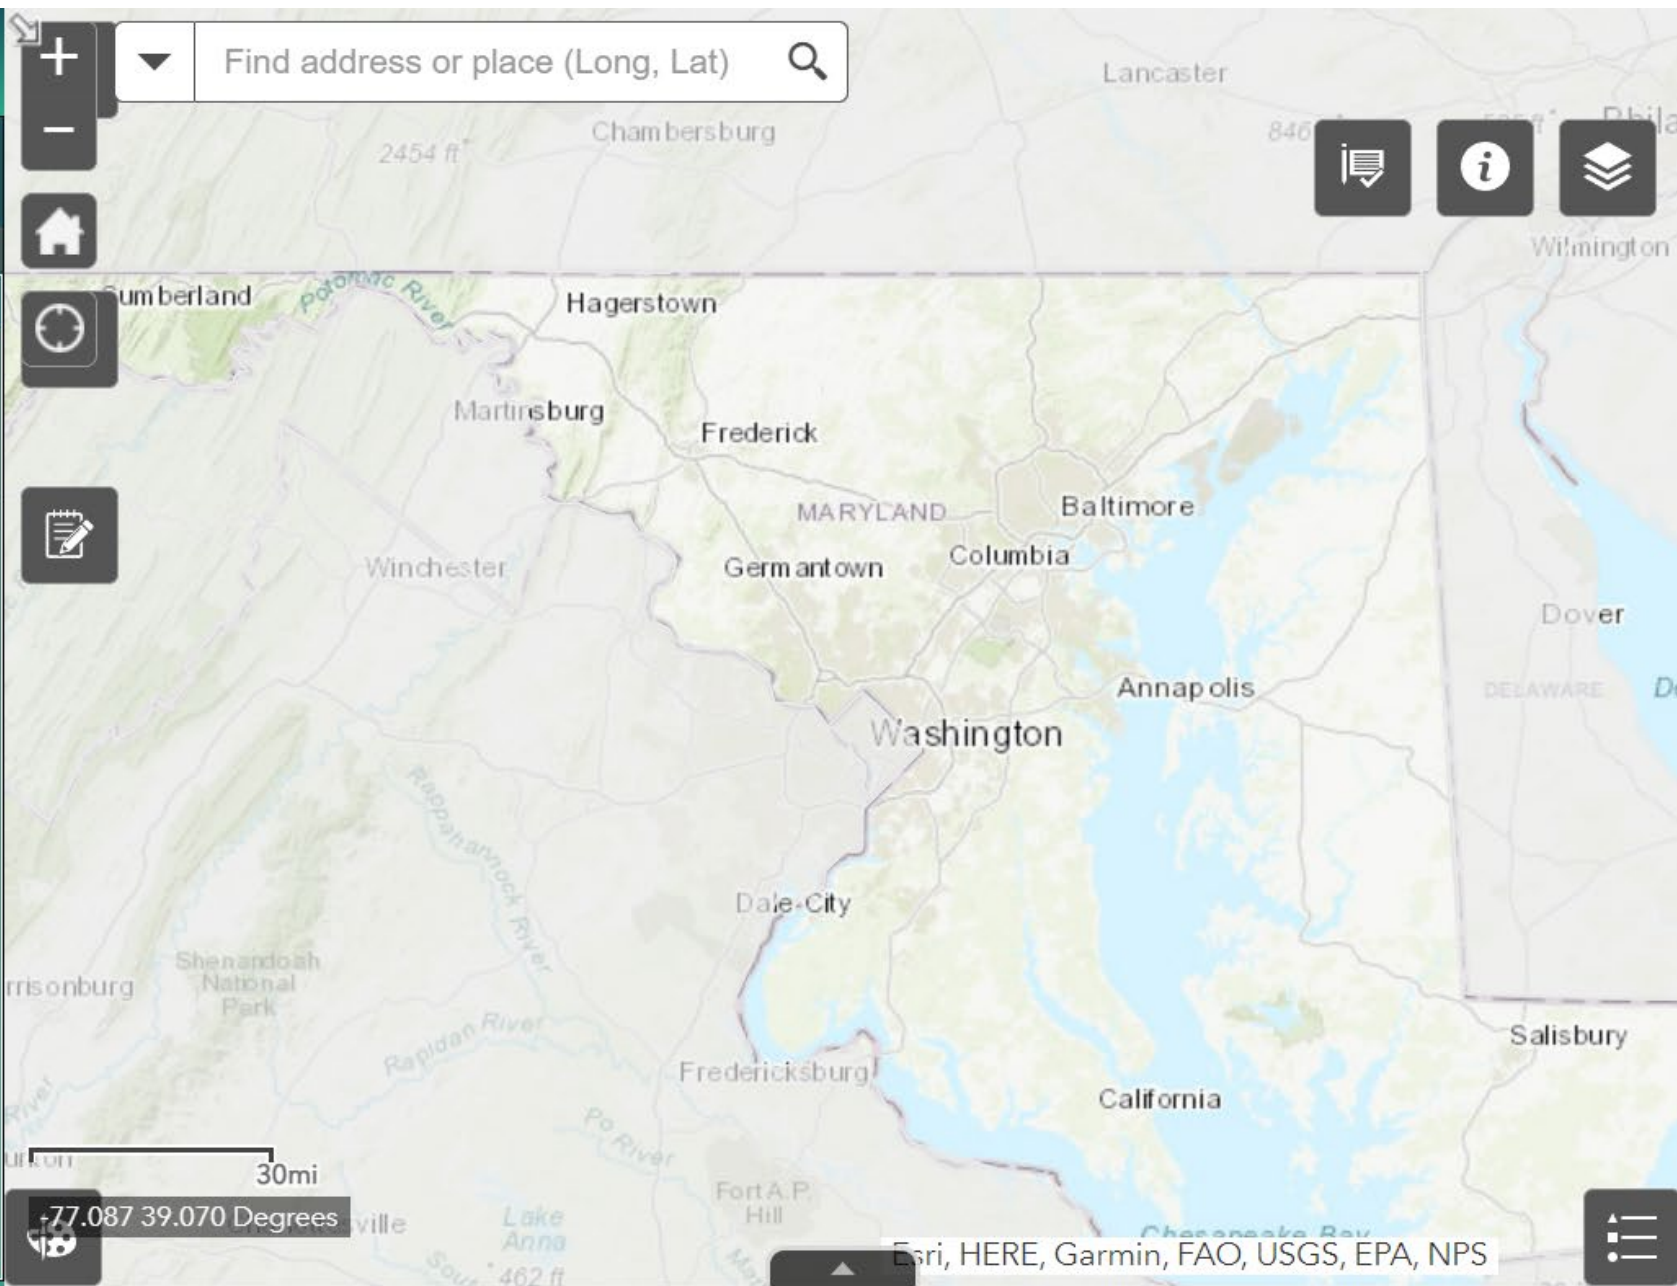 +
Find address or place (Long, Lat)
−
Lancaster
Chambersburg
2454 ft
846
Wilmington
Cumberland
Potomac River
Hagerstown
Martinsburg
Frederick
MARYLAND
Baltimore
Columbia
Germantown
Winchester
Dover
Annapolis
DELAWARE
Washington
Rappahannock River
Dale City
Shenandoah
National
Park
rrisonburg
Rapidan River
Salisbury
Fredericksburg
California
River
Po River
30mi
Fort A.P.
Hill
-77.087 39.070 Degrees
sville
Lake
Anna
462 ft
Chesapeake Bay
Esri, HERE, Garmin, FAO, USGS, EPA, NPS